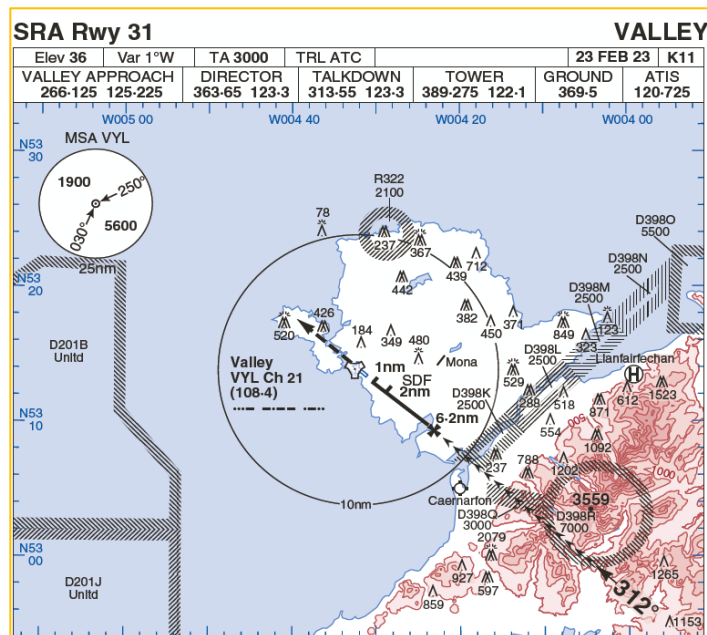 SRA Rwy 31 VALLEY
Elev 36 Var 1°W TA 3000 TRL ATC 23 FEB 23 K11
VALLEY APPROACH DIRECTOR TALKDOWN TOWER GROUND ATIS
266·125 125·225 363·65 123·3 313·55 123·3 389·275 122·1 369·5 120·725
W005 00 W004 40 W004 20 W004 00
N53
30
MSA VYL
1900
250°
030°
5600
25nm
R322
2100
78
237
367
712
439
442
D398O
5500
D398N
2500
D398M
2500
N53
20
520
426
184
349
382
450
371
849
323
123
480
Mona
D201B
Unltd
Valley
VYL Ch 21
(108·4)
1nm
SDF
2nm
529
288
D398L
2500
Llanfairfechan
H
612
1523
518
871
D398K
2500
6·2nm
554
1092
N53
10
237
788
1202
500
1000
Caernarfon
10nm
D398Q
3000
3559
D398H
7000
2079
N53
00
D201J
Unltd
927
597
859
312°
1265
1153